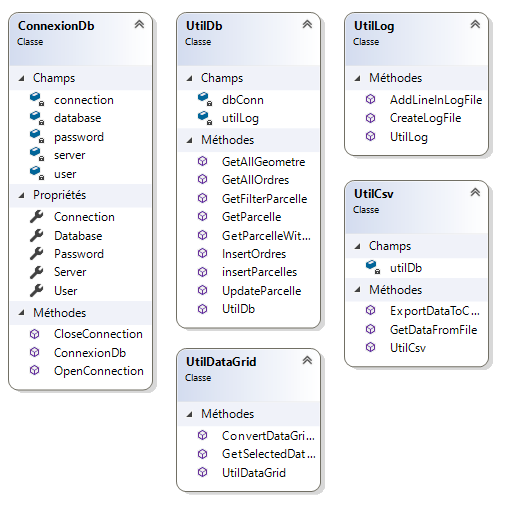 ConnexionDb
Classe
Champs
connection
database
password
server
user
Propriétés
Connection
Database
Password
Server
User
Méthodes
CloseConnection
ConnexionDb
OpenConnection
UtilDb
Classe
Champs
dbConn
utilLog
Méthodes
GetAllGeometre
GetAllOrdres
GetFilterParcelle
GetParcelle
GetParcelleWit...
InsertOrdres
insertParcelles
UpdateParcelle
UtilDb
UtilDataGrid
Classe
Méthodes
ConvertDataGri...
GetSelectedDat...
UtilDataGrid
UtilLog
Classe
Méthodes
AddLineInLogFile
CreateLogFile
UtilLog
UtilCsv
Classe
Champs
utilDb
Méthodes
ExportDataToC...
GetDataFromFile
UtilCsv